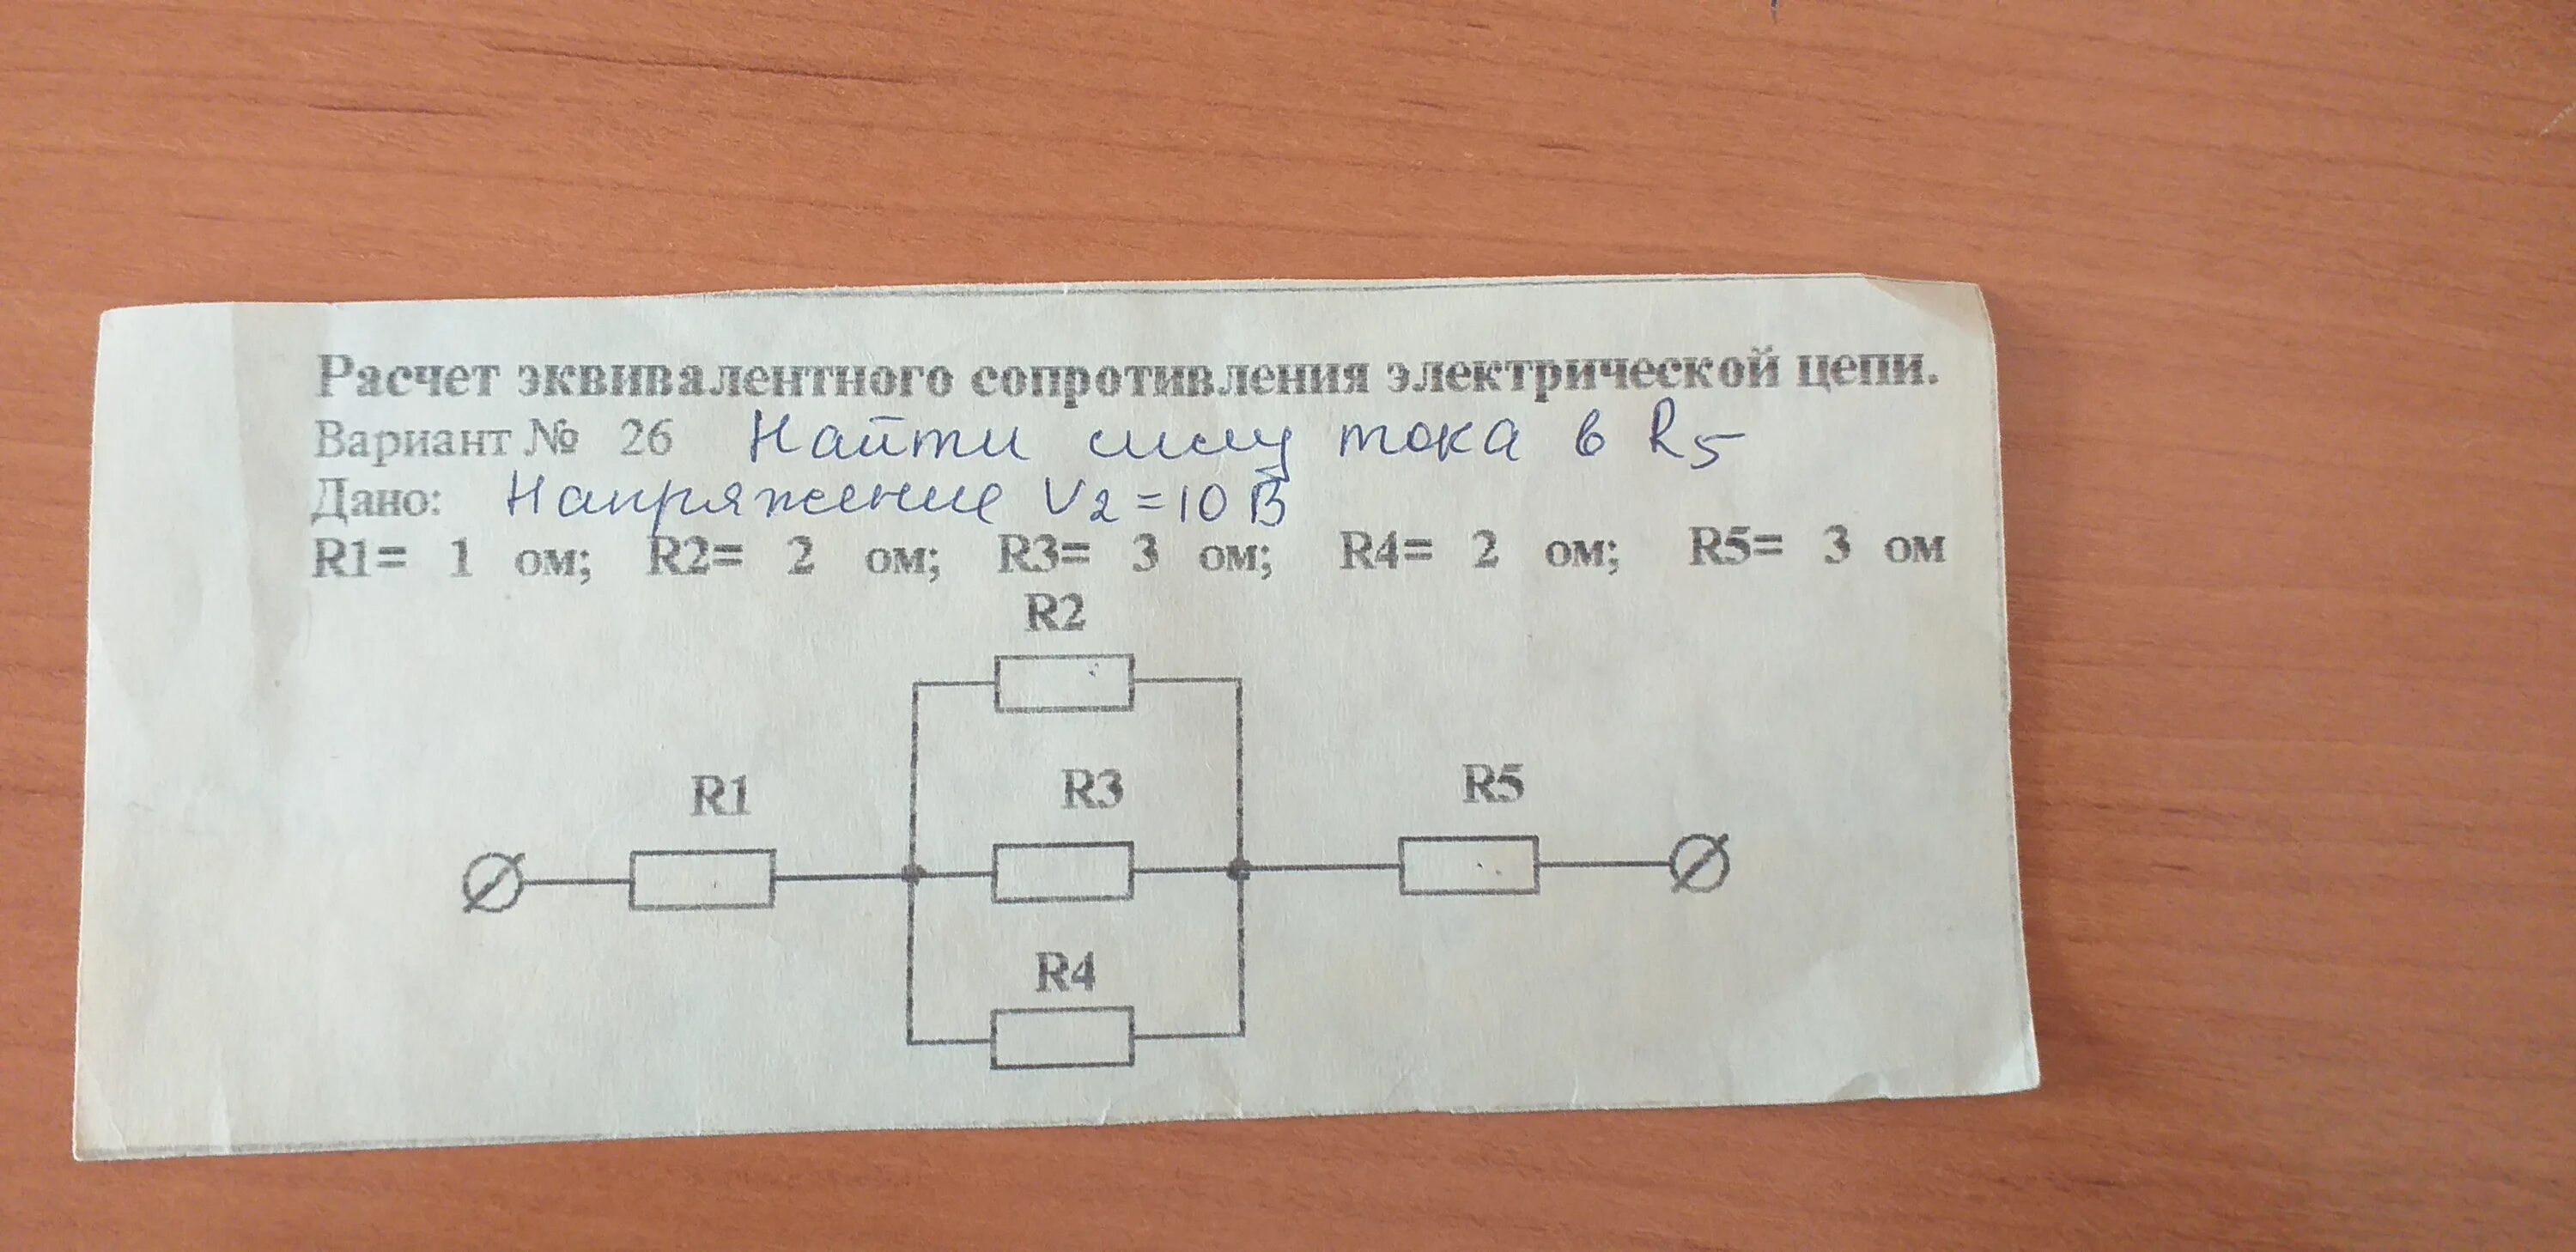 Расчет эквивалентного сопротивления электрической цепи.
Вариант № 26 Найти силу тока в R5
Дано: Напряжение V2=10В
R1= 1 ом; R2= 2 ом; R3= 3 ом; R4= 2 ом; R5= 3 ом
R2
R1 R3 R5
R4